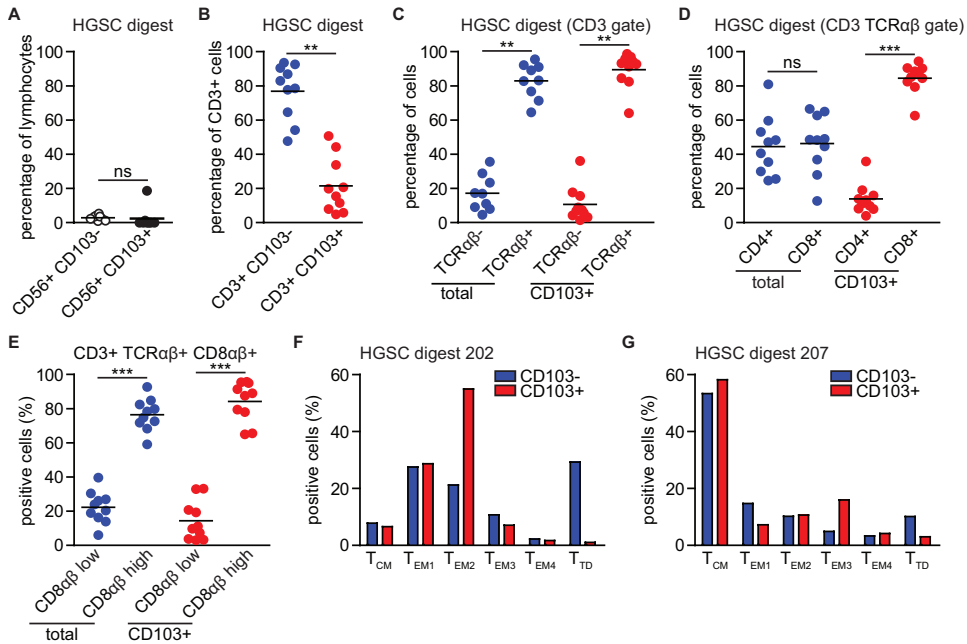 A HGSC digest
percentage of lymphocytes
100
80
60
40
20
0
ns
CD56+ CD103-
CD56+ CD103+
B HGSC digest
percentage of CD3+ cells
100
80
60
40
20
0
**
CD3+ CD103-
CD3+ CD103+
C HGSC digest (CD3 gate)
percentage of cells
100
80
60
40
20
0
** **
TCRαβ-
TCRαβ+
TCRαβ-
TCRαβ+
total CD103+
D HGSC digest (CD3 TCRαβ gate)
percentage of cells
100
80
60
40
20
0
ns ***
CD4+
CD8+
CD4+
CD8+
total CD103+
E CD3+ TCRαβ+ CD8αβ+
positive cells (%)
100
80
60
40
20
0
*** ***
CD8αβ low
CD8αβ high
CD8αβ low
CD8αβ high
total CD103+
F HGSC digest 202
positive cells (%)
60
40
20
0
CD103-
CD103+
TCM TEM1 TEM2 TEM3 TEM4 TTD
G HGSC digest 207
positive cells (%)
60
40
20
0
CD103-
CD103+
TCM TEM1 TEM2 TEM3 TEM4 TTD